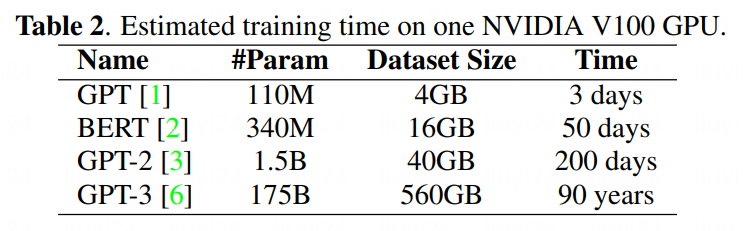 Table 2. Estimated training time on one NVIDIA V100 GPU.
Name #Param Dataset Size Time
GPT [1] 110M 4GB 3 days
BERT [2] 340M 16GB 50 days
GPT-2 [3] 1.5B 40GB 200 days
GPT-3 [6] 175B 560GB 90 years